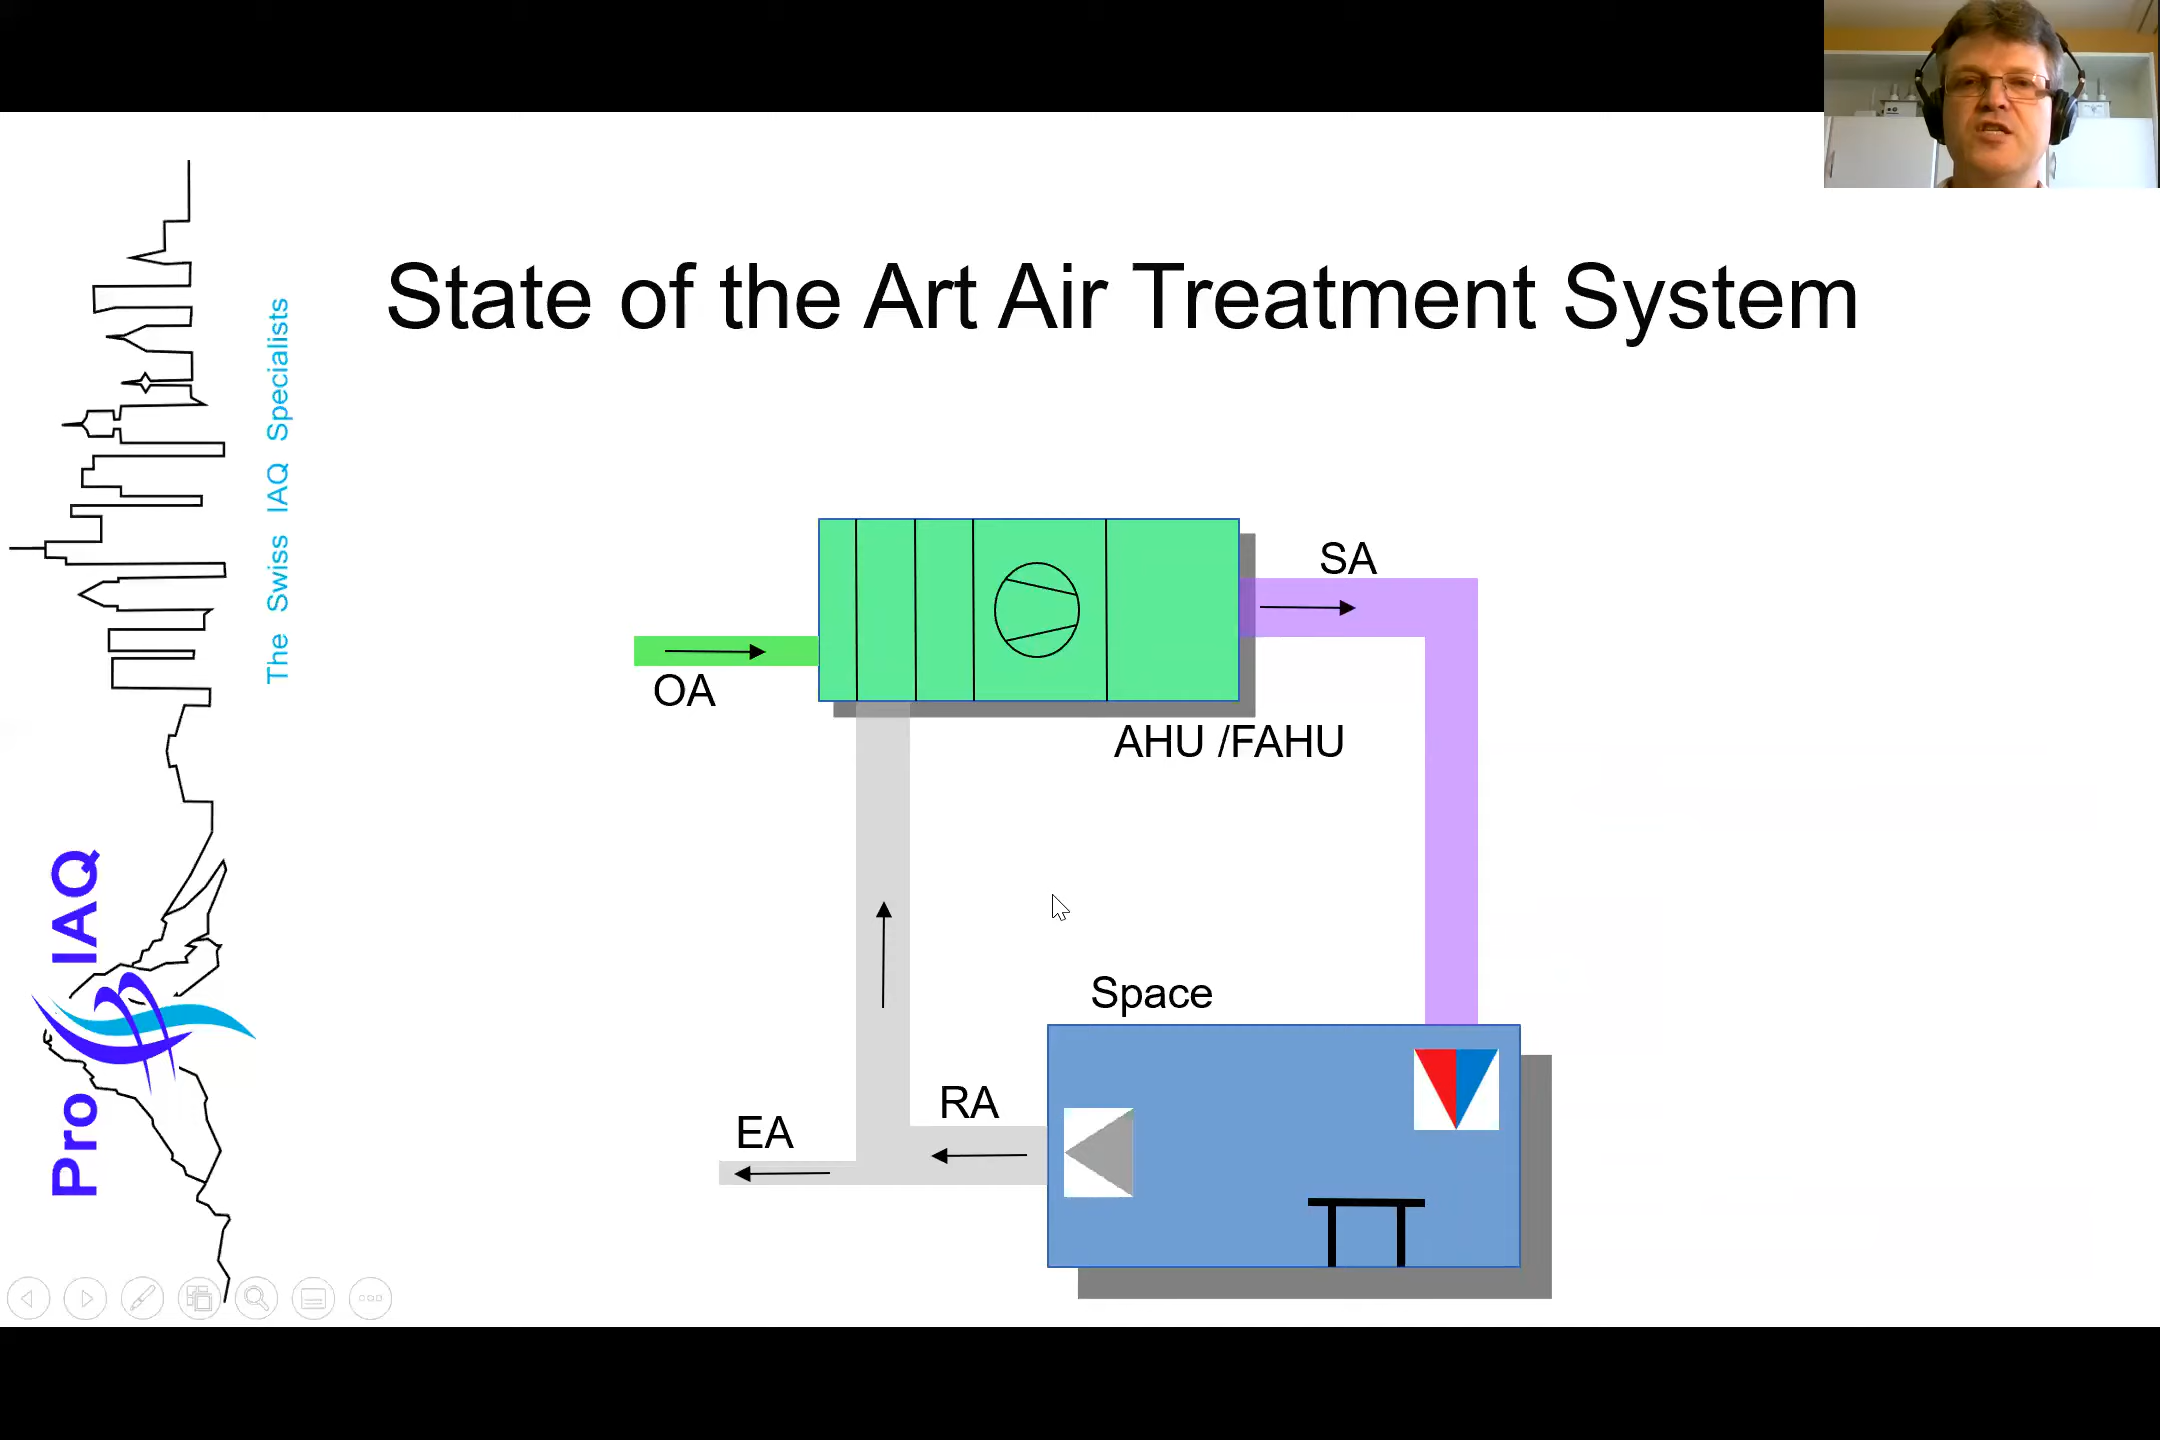 State of the Art Air Treatment System
The Swiss IAQ Specialists
Pro IAQ
SA
OA
AHU /FAHU
Space
RA
EA